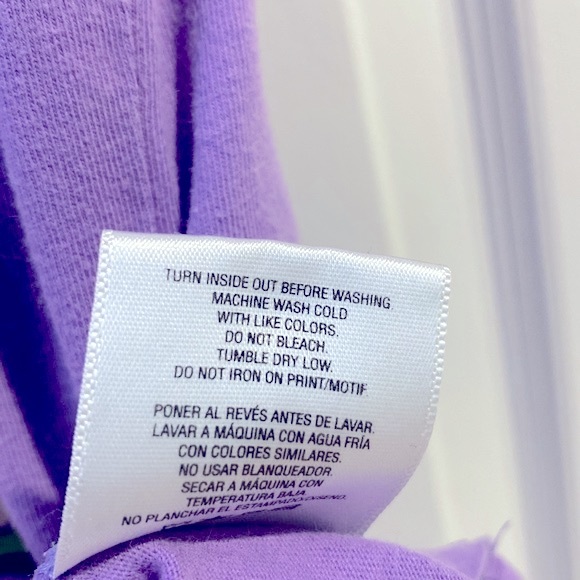 TURN INSIDE OUT BEFORE WASHING.
MACHINE WASH COLD
WITH LIKE COLORS.
DO NOT BLEACH.
TUMBLE DRY LOW.
DO NOT IRON ON PRINT/MOTIF
PONER AL REVÉS ANTES DE LAVAR.
LAVAR A MÁQUINA CON AGUA FRÍA
CON COLORES SIMILARES.
NO USAR BLANQUEADOR.
SECAR A MÁQUINA CON
TEMPERATURA BAJA
NO PLANCHAR EL ESTAMPADO/DISEÑO.